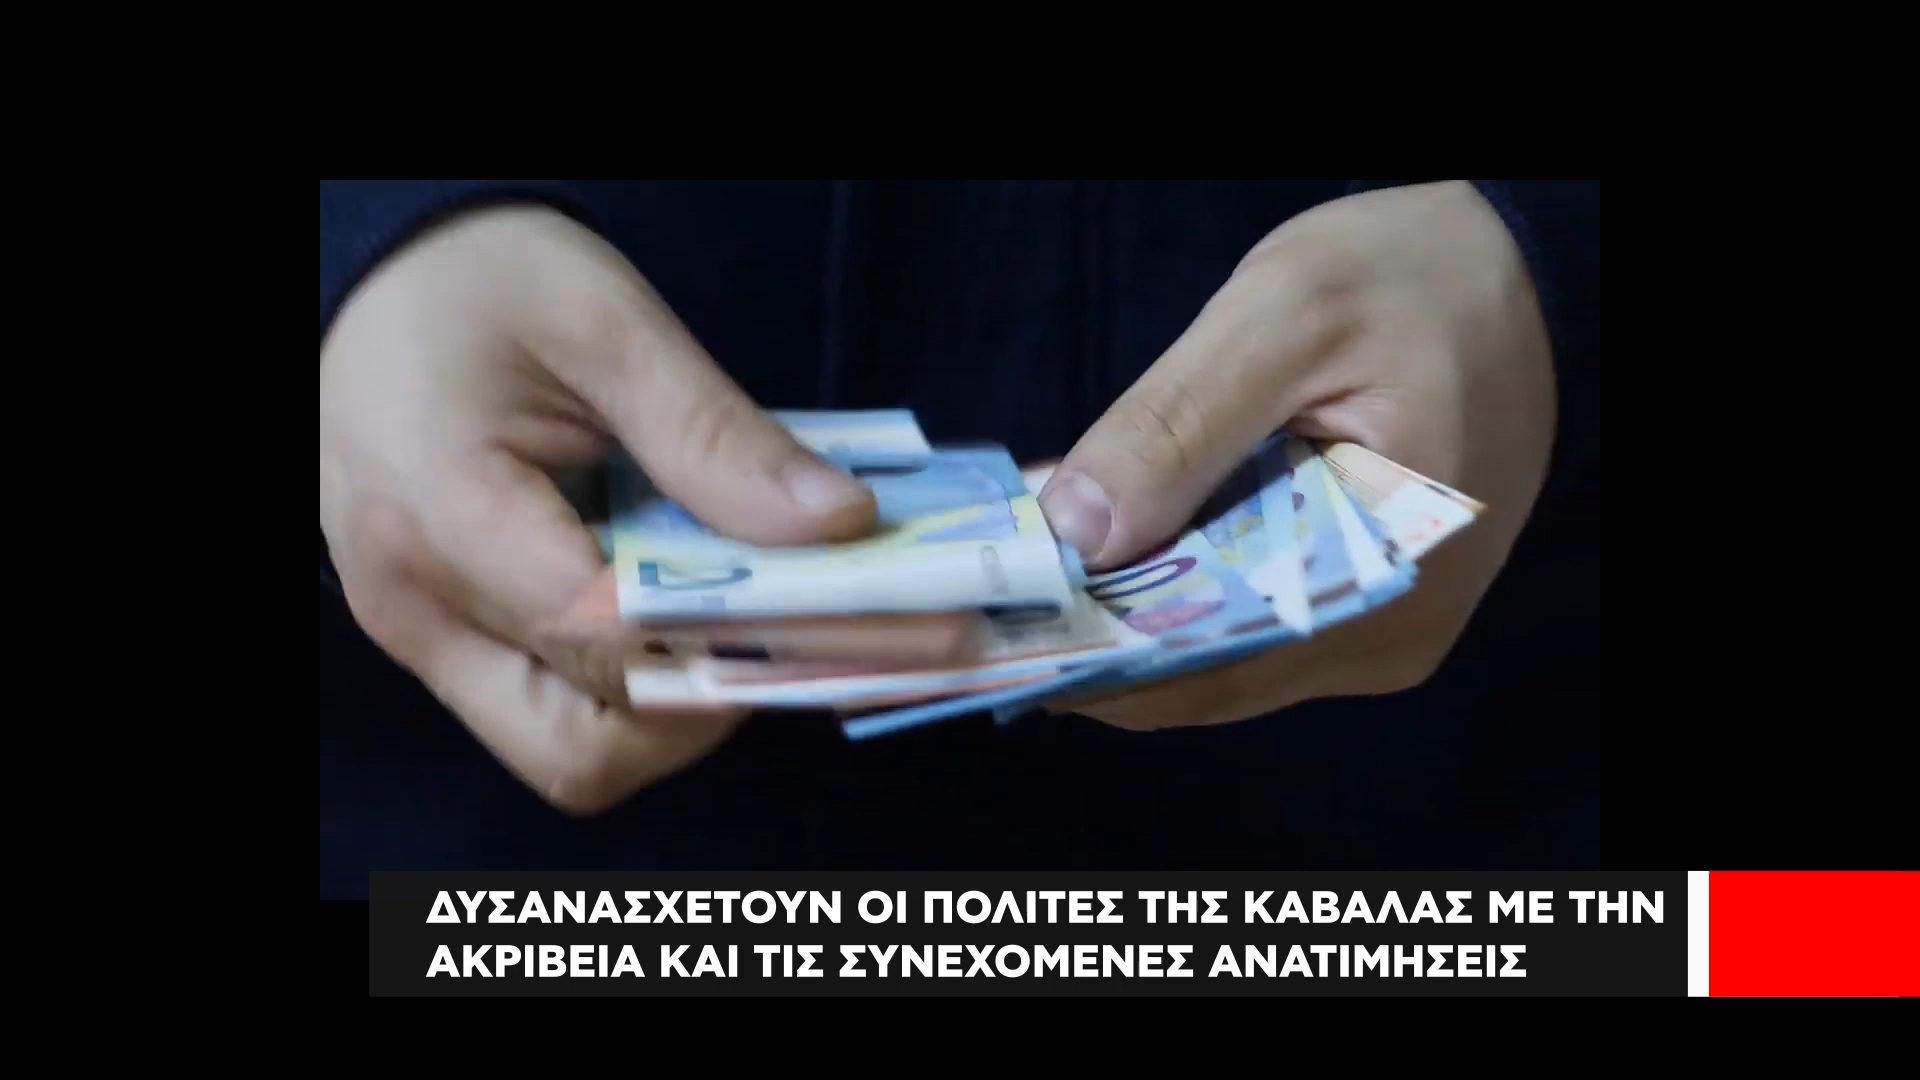 ΔΥΣΑΝΑΣΧΕΤΟΥΝ ΟΙ ΠΟΛΙΤΕΣ ΤΗΣ ΚΑΒΑΛΑΣ ΜΕ ΤΗΝ
ΑΚΡΙΒΕΙΑ ΚΑΙ ΤΙΣ ΣΥΝΕΧΟΜΕΝΕΣ ΑΝΑΤΙΜΗΣΕΙΣ